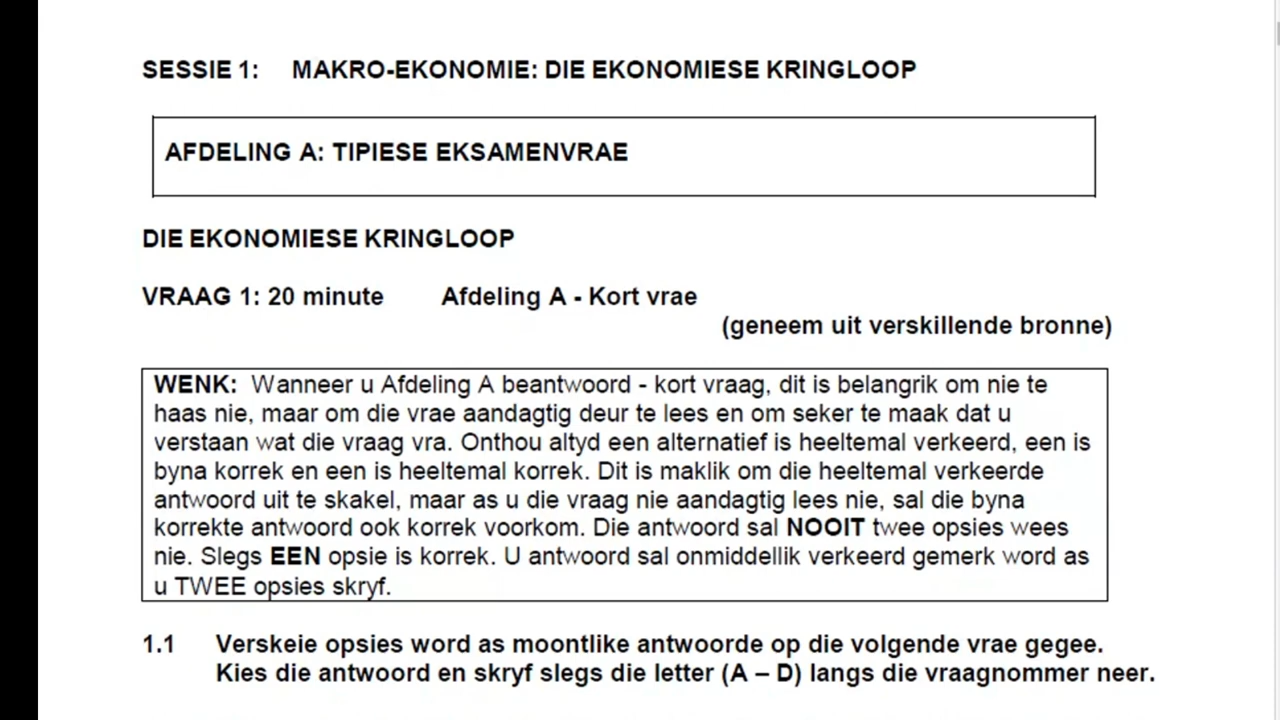 SESSIE 1: MAKRO-EKONOMIE: DIE EKONOMIESE KRINGLOOP
AFDELING A: TIPIESE EKSAMENVRAE
DIE EKONOMIESE KRINGLOOP
VRAAG 1: 20 minute Afdeling A - Kort vrae
(geneem uit verskillende bronne)
WENK: Wanneer u Afdeling A beantwoord - kort vraag, dit is belangrik om nie te
haas nie, maar om die vrae aandagtig deur te lees en om seker te maak dat u
verstaan wat die vraag vra. Onthou altyd een alternatief is heeltemal verkeerd, een is
byna korrek en een is heeltemal korrek. Dit is maklik om die heeltemal verkeerde
antwoord uit te skakel, maar as u die vraag nie aandagtig lees nie, sal die byna
korrekte antwoord ook korrek voorkom. Die antwoord sal NOOIT twee opsies wees
nie. Slegs EEN opsie is korrek. U antwoord sal onmiddellik verkeerd gemerk word as
u TWEE opsies skryf.
1.1 Verskeie opsies word as moontlike antwoorde op die volgende vrae gegee.
Kies die antwoord en skryf slegs die letter (A – D) langs die vraagnommer neer.